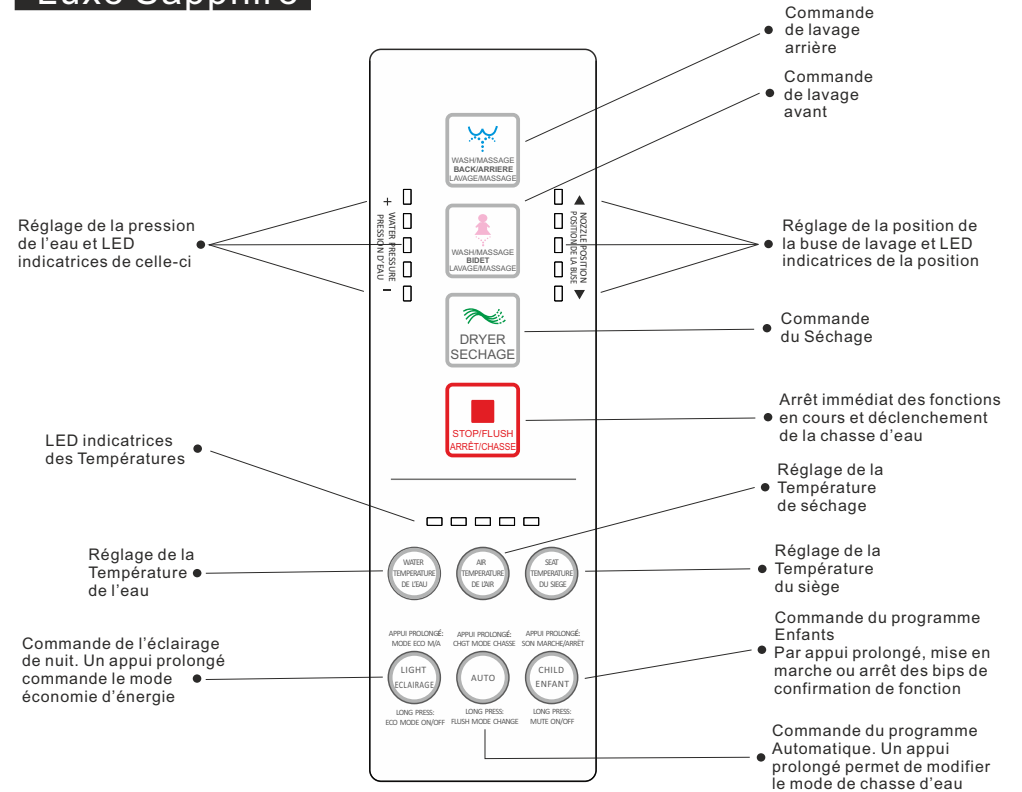 Luxe Sapphire
Commande
de lavage
arrière
Commande
de lavage
avant
WASH/MASSAGE
BACK/ARRIERE
LAVAGE/MASSAGE
+ WATER PRESSURE –
PRESSION D'EAU
WASH/MASSAGE
BIDET
LAVAGE/MASSAGE
▲ NOZZLE POSITION ▼
POSITION DE LA BUSE
Réglage de la pression
de l'eau et LED
indicatrices de celle-ci
Réglage de la position de
la buse de lavage et LED
indicatrices de la position
DRYER
SECHAGE
Commande
du Séchage
STOP/FLUSH
ARRÊT/CHASSE
Arrêt immédiat des fonctions
en cours et déclenchement
de la chasse d'eau
LED indicatrices
des Températures
Réglage de la
Température
de séchage
WATER
TEMPERATURE
DE L'EAU
AIR
TEMPERATURE
DE L'AIR
SEAT
TEMPERATURE
DU SIEGE
Réglage de la
Température
de l'eau
Réglage de la
Température
du siège
APPUI PROLONGÉ:
MODE ECO M/A
APPUI PROLONGÉ:
CHGT MODE CHASSE
APPUI PROLONGÉ:
SON MARCHE/ARRÊT
LIGHT
ECLAIRAGE
AUTO
CHILD
ENFANT
LONG PRESS:
ECO MODE ON/OFF
LONG PRESS:
FLUSH MODE CHANGE
LONG PRESS:
MUTE ON/OFF
Commande de l'éclairage
de nuit. Un appui prolongé
commande le mode
économie d'énergie
Commande du programme
Enfants
Par appui prolongé, mise en
marche ou arrêt des bips de
confirmation de fonction
Commande du programme
Automatique. Un appui
prolongé permet de modifier
le mode de chasse d'eau